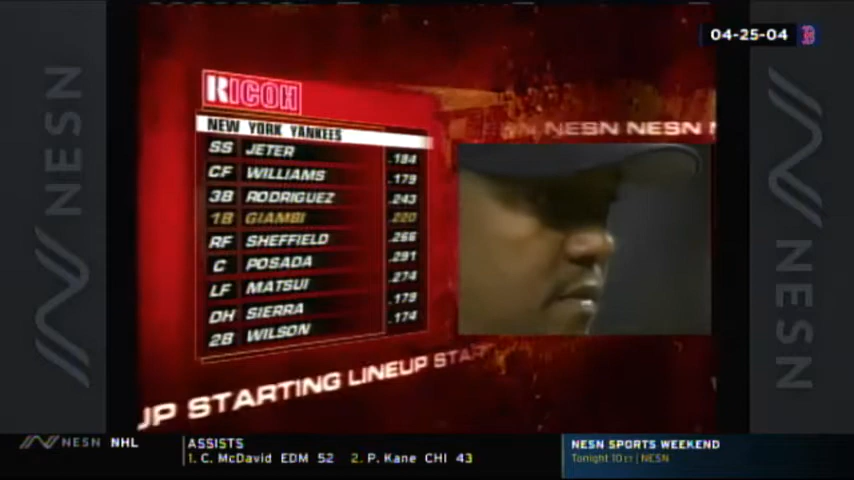 04-25-04 B
NESN
NESN
RICOH
NEW YORK YANKEES
SS JETER .184
CF WILLIAMS .179
3B RODRIGUEZ .243
1B GIAMBI .220
RF SHEFFIELD .266
C POSADA .291
LF MATSUI .274
DH SIERRA .179
2B WILSON .174
NESN NESN
UP STARTING LINEUP STAR
NESN NHL
ASSISTS
1. C. McDavid EDM 52 2. P. Kane CHI 43
NESN SPORTS WEEKEND
Tonight 10ET | NESN